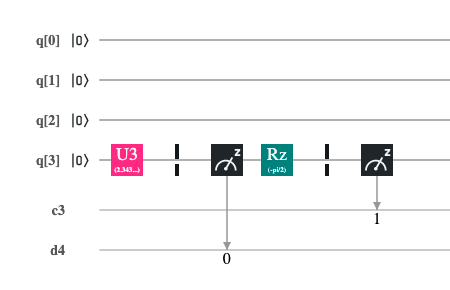 q[0] |0⟩
q[1] |0⟩
q[2] |0⟩
q[3] |0⟩ U3 (2.343...) z Rz (-pi/2) z
c3 1
d4 0